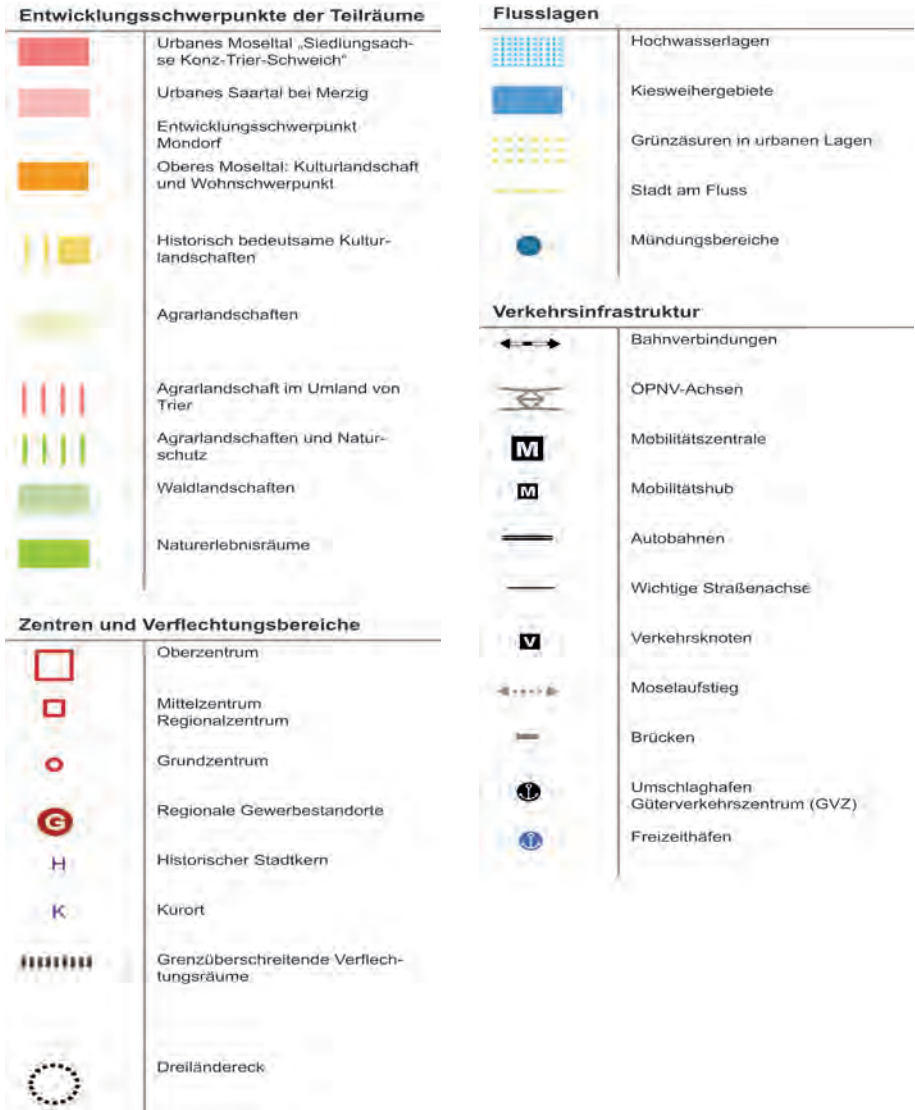 Entwicklungsschwerpunkte der Teilräume
Urbanes Moseltal „Siedlungsach-
se Konz-Trier-Schweich“
Urbanes Saartal bei Merzig
Entwicklungsschwerpunkt
Mondorf
Oberes Moseltal: Kulturlandschaft
und Wohnschwerpunkt
Historisch bedeutsame Kultur-
landschaften
Agrarlandschaften
Agrarlandschaft im Umland von
Trier
Agrarlandschaften und Natur-
schutz
Waldlandschaften
Naturerlebnisräume
Zentren und Verflechtungsbereiche
Oberzentrum
Mittelzentrum
Regionalzentrum
Grundzentrum
G Regionale Gewerbestandorte
H Historischer Stadtkern
K Kurort
Grenzüberschreitende Verflech-
tungsräume
Dreiländereck
Flusslagen
Hochwasserlagen
Kiesweihergebiete
Grünzäsuren in urbanen Lagen
Stadt am Fluss
Mündungsbereiche
Verkehrsinfrastruktur
Bahnverbindungen
ÖPNV-Achsen
M Mobilitätszentrale
M Mobilitätshub
Autobahnen
Wichtige Straßenachse
V Verkehrsknoten
Moselaufstieg
Brücken
Umschlaghafen
Güterverkehrszentrum (GVZ)
Freizeithäfen